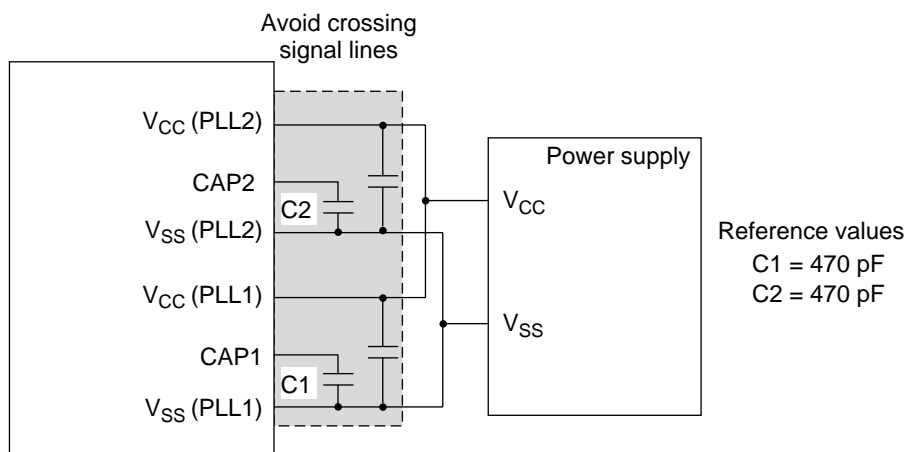 Avoid crossing
signal lines
VCC (PLL2)
CAP2
C2
VSS (PLL2)
VCC (PLL1)
CAP1
C1
VSS (PLL1)
Power supply
VCC
VSS
Reference values
C1 = 470 pF
C2 = 470 pF